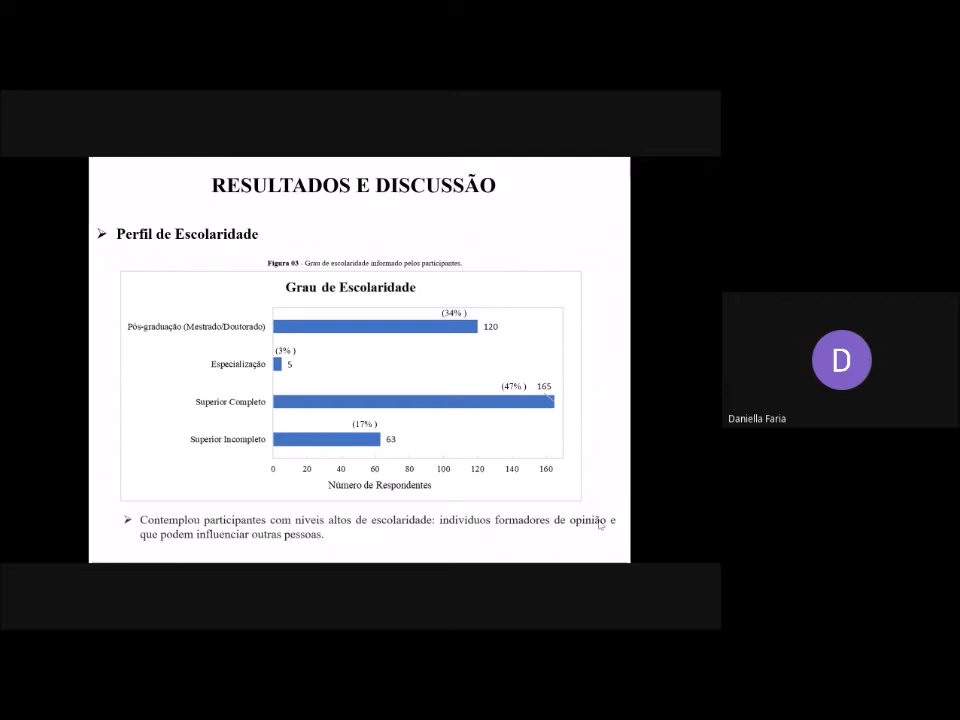 RESULTADOS E DISCUSSÃO
➢ Perfil de Escolaridade
Figura 03 - Grau de escolaridade informado pelos participantes.
Grau de Escolaridade
(34% )
Pós-graduação (Mestrado/Doutorado) 120
(3% )
Especialização 5
(47% ) 165
Superior Completo
(17% )
Superior Incompleto 63
0 20 40 60 80 100 120 140 160
Número de Respondentes
➢ Contemplou participantes com níveis altos de escolaridade: indivíduos formadores de opinião e
que podem influenciar outras pessoas.
D
Daniella Faria